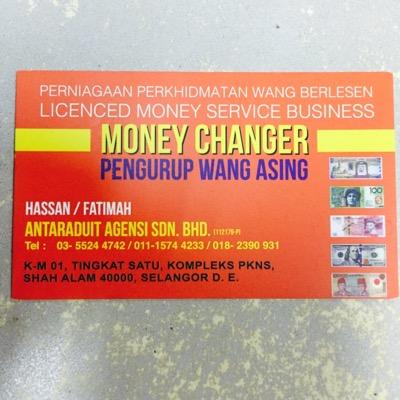 PERNIAGAAN PERKHIDMATAN WANG BERLESEN
LICENCED MONEY SERVICE BUSINESS
MONEY CHANGER
PENGURUP WANG ASING
100
HASSAN / FATIMAH
ANTARADUIT AGENSI SDN. BHD. (112179-P)
Tel : 03- 5524 4742 / 011-1574 4233 / 018- 2390 931
K-M 01, TINGKAT SATU, KOMPLEKS PKNS,
SHAH ALAM 40000, SELANGOR D. E.